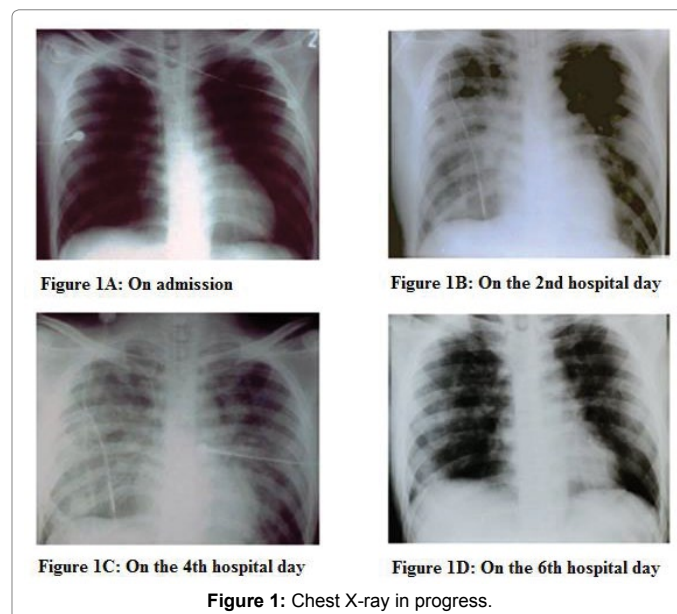 Figure 1A: On admission
Figure 1B: On the 2nd hospital day
Figure 1C: On the 4th hospital day
Figure 1D: On the 6th hospital day
Figure 1: Chest X-ray in progress.